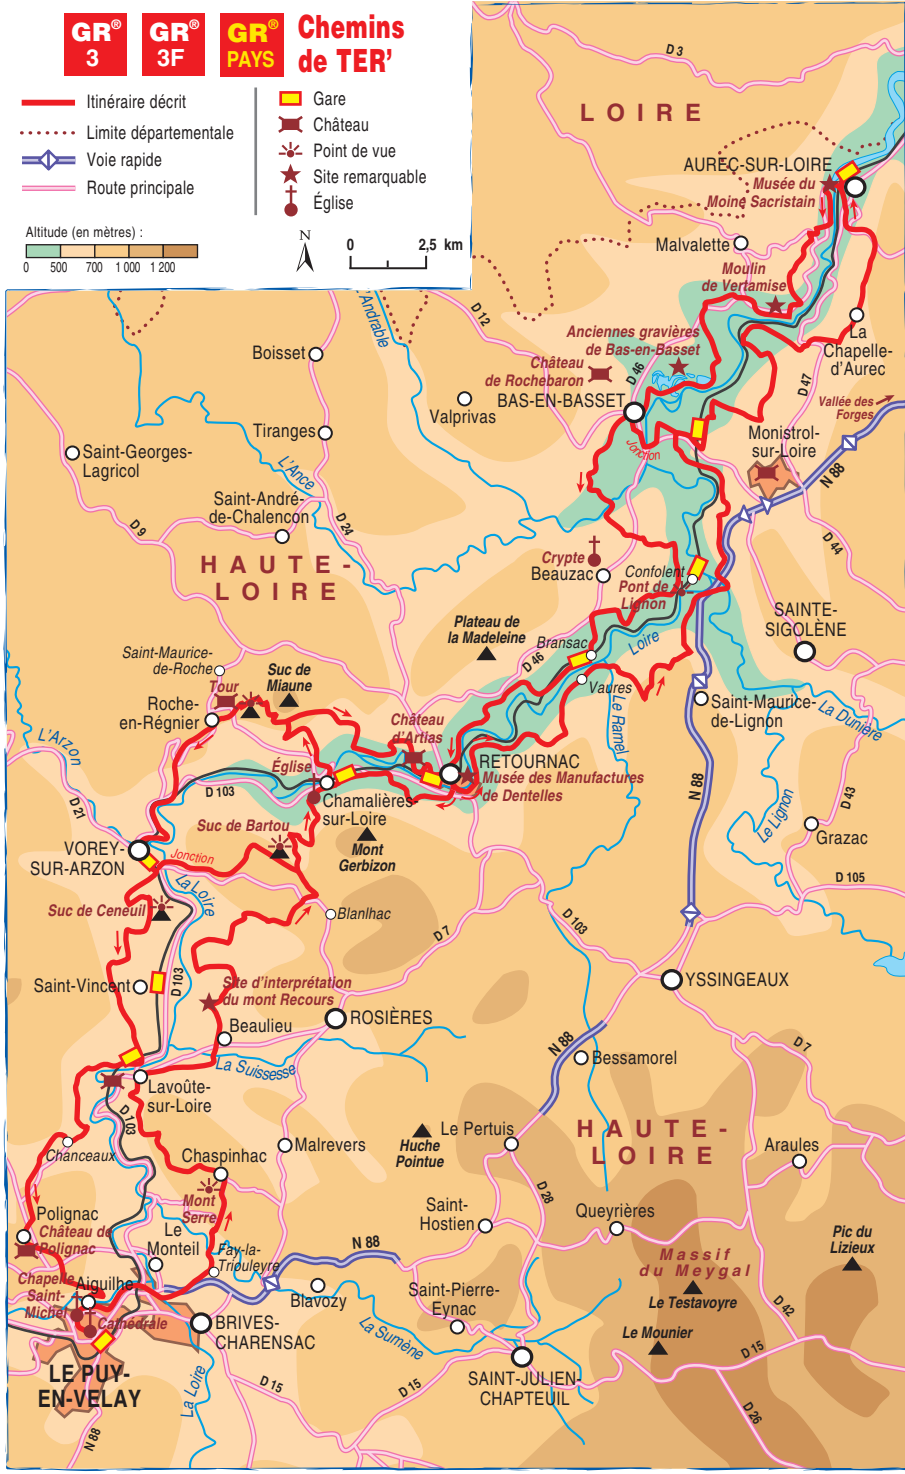 GR®
3
GR®
3F
GR®
PAYS
Chemins
de TER'
Itinéraire décrit
Limite départementale
Voie rapide
Route principale
Gare
Château
Point de vue
Site remarquable
Église
Altitude (en mètres) :
0 500 700 1 000 1 200
N
0 2,5 km
D 3
LOIRE
AUREC-SUR-LOIRE
Musée du
Moine Sacristain
Malvalette
Moulin
de Vertamise
L'Andrable
D 12
La
Chapelle-
d'Aurec
Anciennes gravières
de Bas-en-Basset
Boisset
Château
de Rochebaron
D 46
BAS-EN-BASSET
D 47
Valprivas
Vallée des
Forges
Tiranges
Monistrol-
sur-Loire
Jonction
Saint-Georges-
Lagricol
L'Ance
N 88
Saint-André-
de-Chalencon
D 9
D 24
D 44
HAUTE-
LOIRE
Crypte
Beauzac
Confolent
Pont de
Lignon
SAINTE-
SIGOLÈNE
Plateau de
la Madeleine
Bransac
Loire
D 46
Saint-Maurice-
de-Roche
Suc de
Miaune
Tour
Vaures
Roche-
en-Régnier
Le Ramel
Saint-Maurice-
de-Lignon
La Dunière
L'Arzon
Château
d'Artias
Église
RETOURNAC
Musée des Manufactures
de Dentelles
D 103
N 88
D 21
Chamalières-
sur-Loire
Le Lignon
D 43
Suc de Bartou
Grazac
Mont
Gerbizon
VOREY-
SUR-ARZON
Jonction
La Loire
D 105
Suc de Ceneuil
Blanlhac
D 7
D 103
Saint-Vincent
D 103
Site d'interprétation
du mont Recours
YSSINGEAUX
ROSIÈRES
Beaulieu
La Suissesse
N 88
D 7
Bessamorel
Lavoûte-
sur-Loire
D 103
Le Pertuis
HAUTE-
LOIRE
Huche
Pointue
Malrevers
Araules
Chanceaux
Chaspinhac
D 28
Mont
Serre
Saint-
Hostien
Queyrières
Polignac
Château de
Polignac
Le
Monteil
N 88
Pic du
Lizieux
Fay-la-
Triouleyre
Massif
du Meygal
Chapelle
Saint-
Michel
Aiguilhe
Blavozy
Saint-Pierre-
Eynac
Le Testavoyre
D 42
Cathédrale
BRIVES-
CHARENSAC
La Sumène
Le Mounier
D 15
LE PUY-
EN-VELAY
La Loire
D 15
D 15
SAINT-JULIEN-
CHAPTEUIL
D 26
N 88